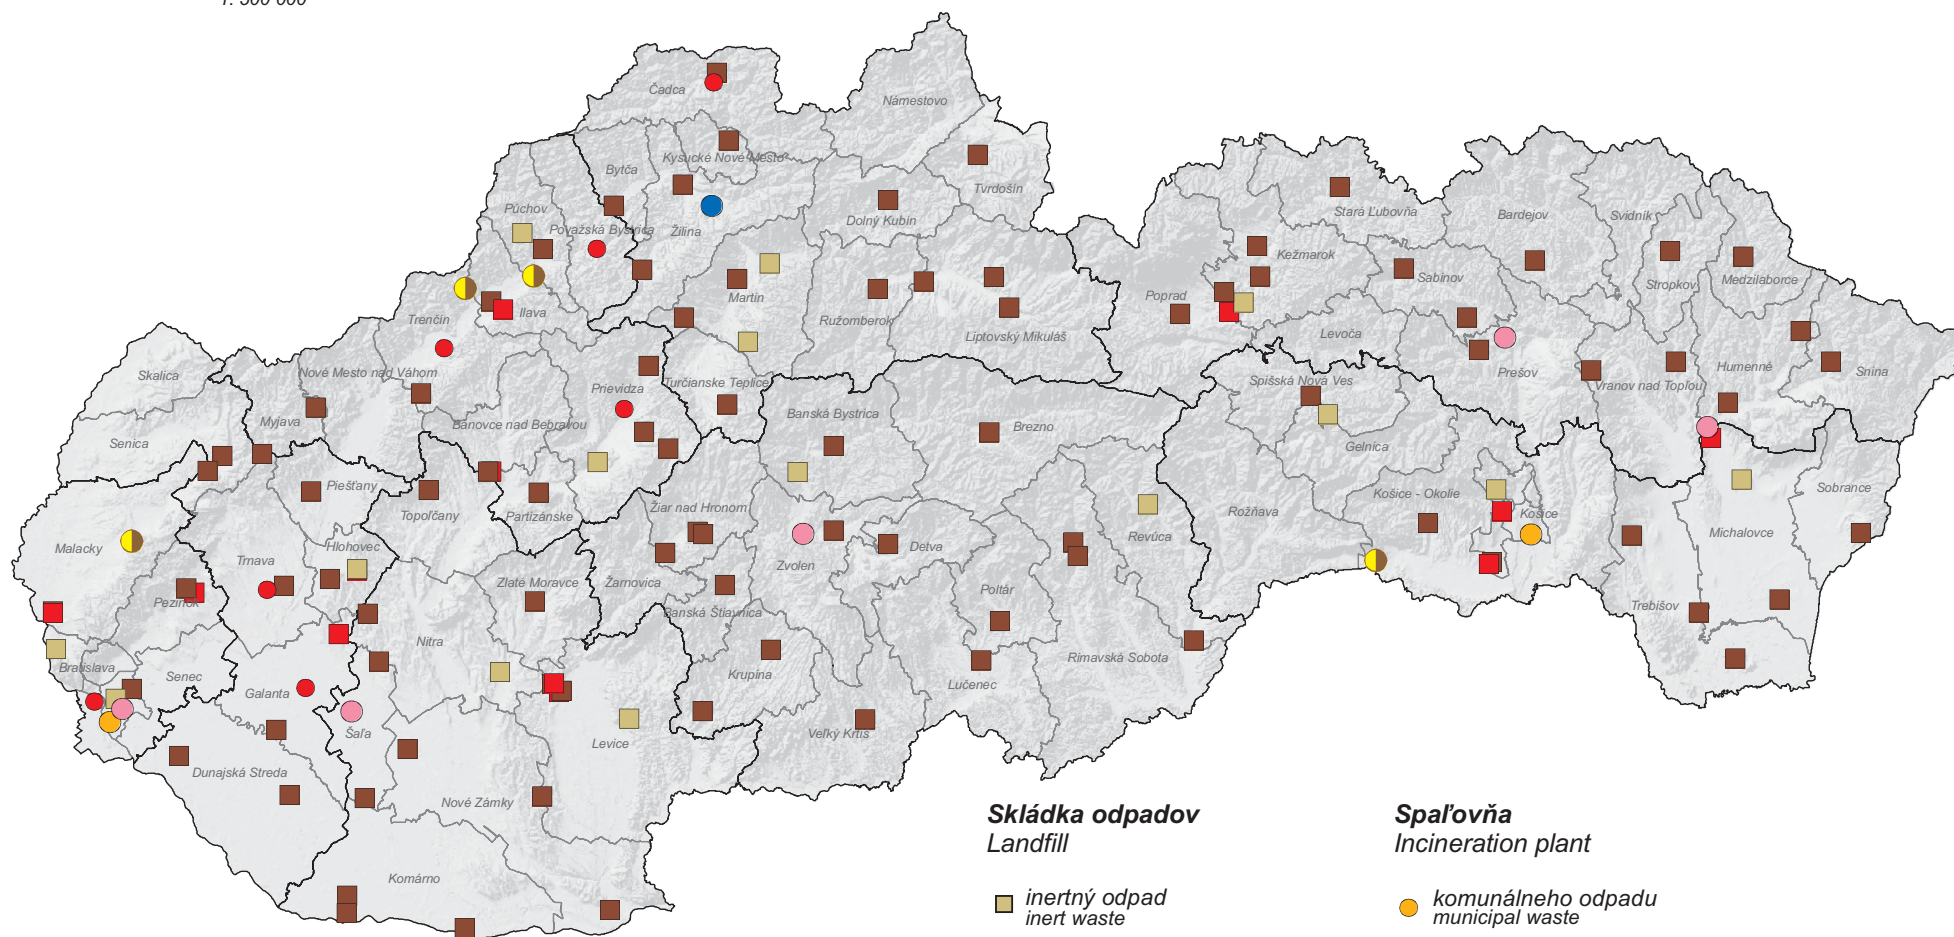 1: 500 000
Čadca
Námestovo
Kysucké Nové Mesto
Bytča
Tvrdošín
Púchov
Považská Bystrica
Žilina
Dolný Kubín
Stará Ľubovňa
Bardejov
Svidník
Kežmarok
Sabinov
Stropkov
Medzilaborce
Martin
Poprad
Ilava
Trenčín
Ružomberok
Liptovský Mikuláš
Levoča
Prešov
Humenné
Snina
Skalica
Nové Mesto nad Váhom
Prievidza
Turčianske Teplice
Spišská Nová Ves
Vranov nad Topľou
Myjava
Bánovce nad Bebravou
Banská Bystrica
Brezno
Senica
Gelnica
Piešťany
Topoľčany
Partizánske
Žiar nad Hronom
Košice - Okolie
Sobrance
Rožňava
Košice
Malacky
Hlohovec
Trnava
Detva
Revúca
Michalovce
Zvolen
Zlaté Moravce
Žarnovica
Poltár
Pezinok
Banská Štiavnica
Trebišov
Nitra
Rimavská Sobota
Bratislava
Senec
Krupina
Lučenec
Galanta
Šaľa
Levice
Veľký Krtíš
Dunajská Streda
Nové Zámky
Komárno
Skládka odpadov
Landfill
inertný odpad
inert waste
Spaľovňa
Incineration plant
komunálneho odpadu
municipal waste